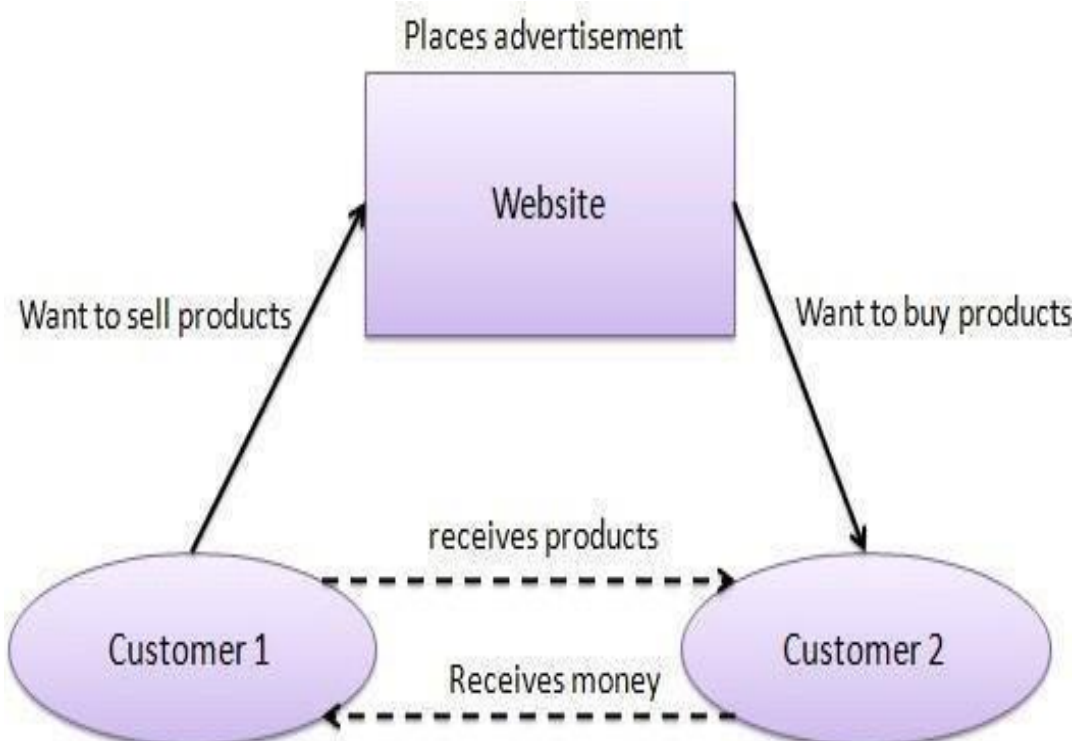 Places advertisement
Website
Want to sell products
Want to buy products
receives products
Customer 1
Customer 2
Receives money